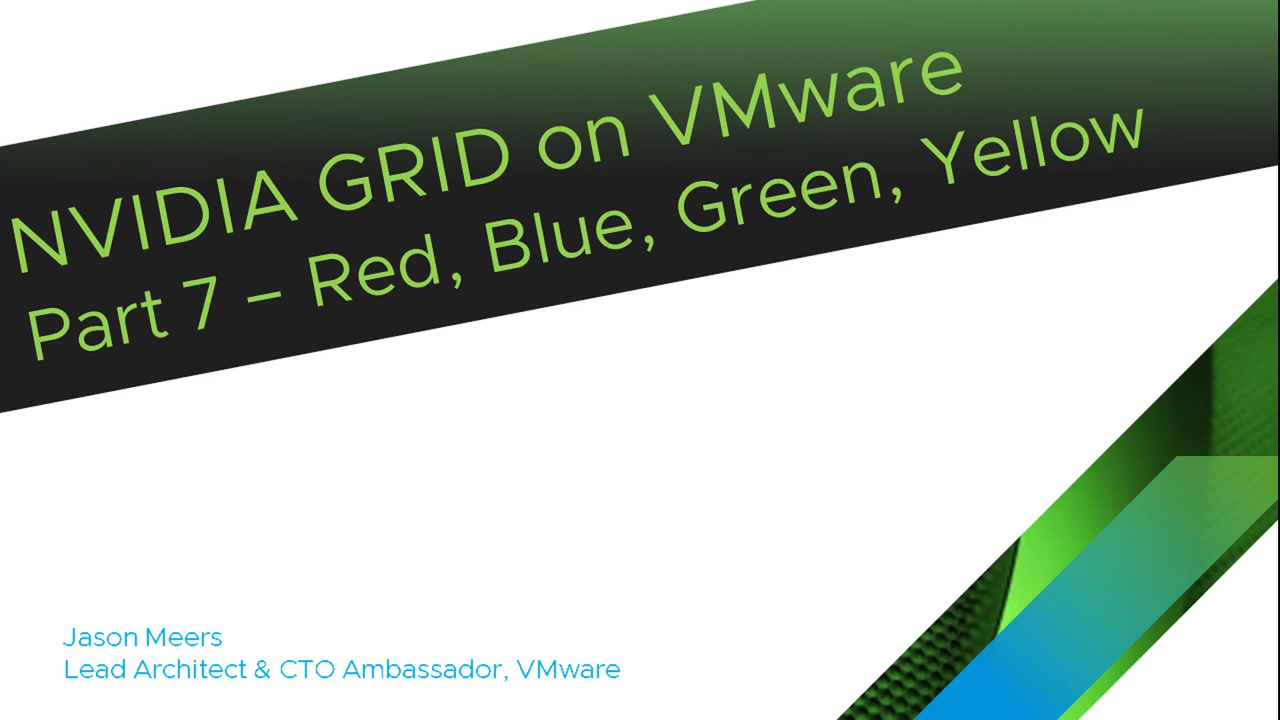 NVIDIA GRID on VMware
Part 7 – Red, Blue, Green, Yellow
Jason Meers
Lead Architect & CTO Ambassador, VMware